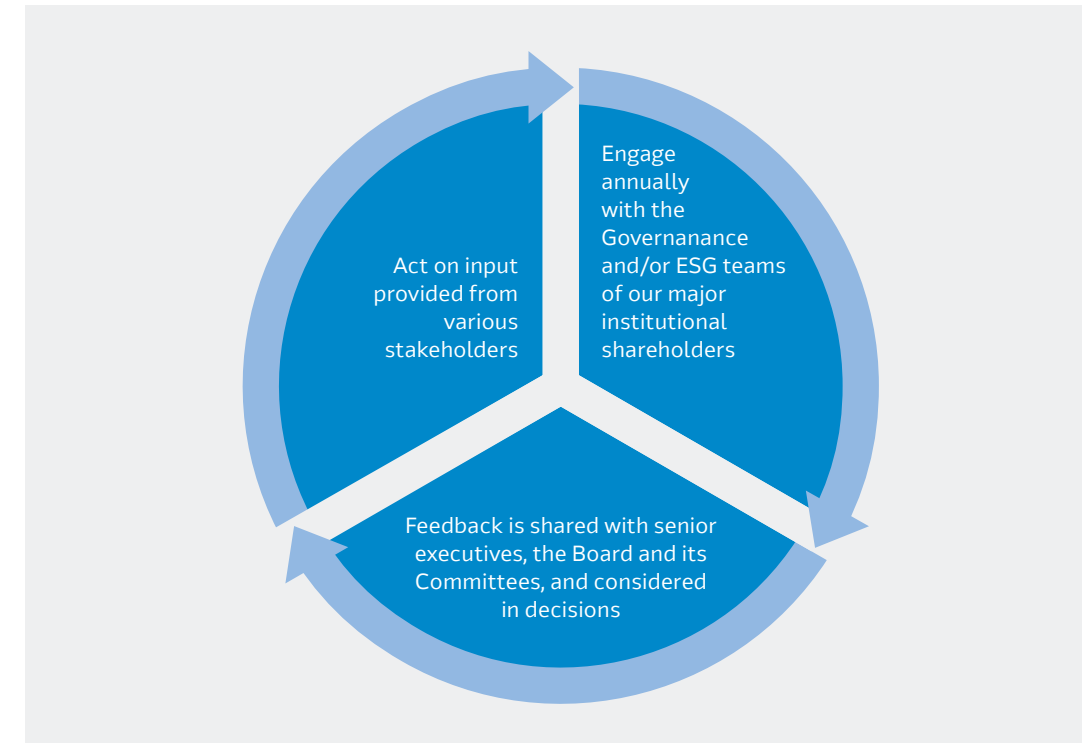 Engage
annually
with the
Governanance
and/or ESG teams
of our major
institutional
shareholders
Feedback is shared with senior
executives, the Board and its
Committees, and considered
in decisions
Act on input
provided from
various
stakeholders